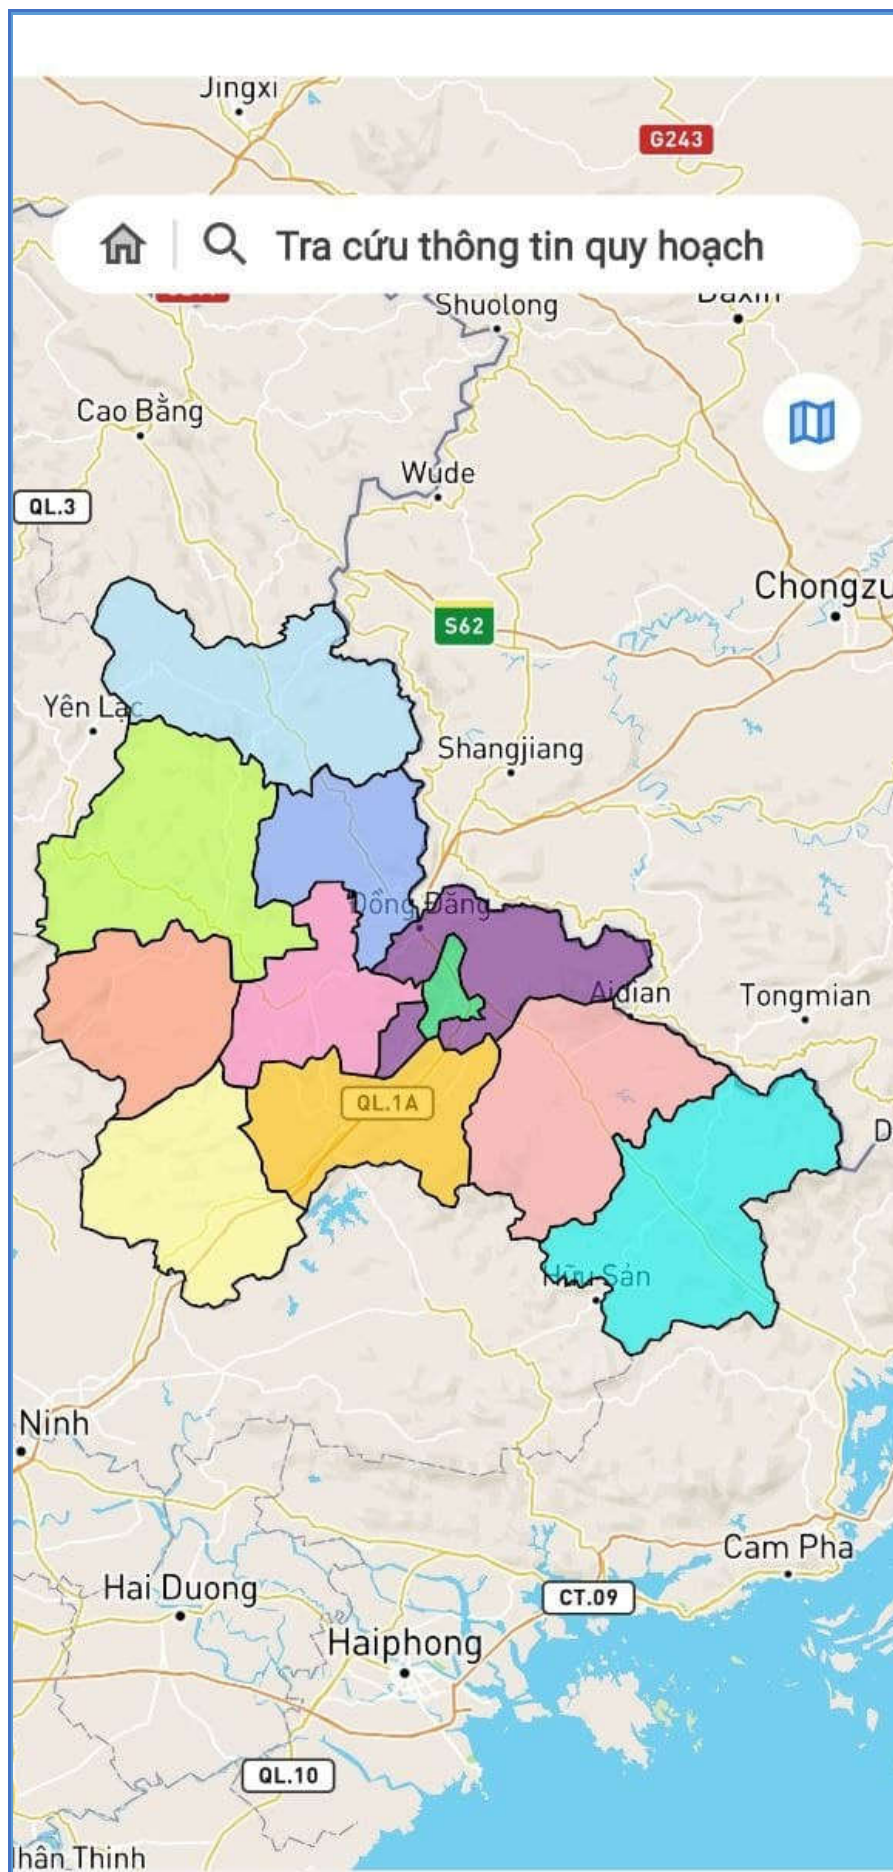 Jingxi
G243
Tra cứu thông tin quy hoạch
Shuolong
Daxin
Cao Bằng
Wude
QL.3
Chongzu
S62
Yên Lạc
Shangjiang
Đồng Đăng
Aidian
Tongmian
QL.1A
D
Hữu Sản
Ninh
Cam Pha
Hai Duong
CT.09
Haiphong
QL.10
Nhân Thinh